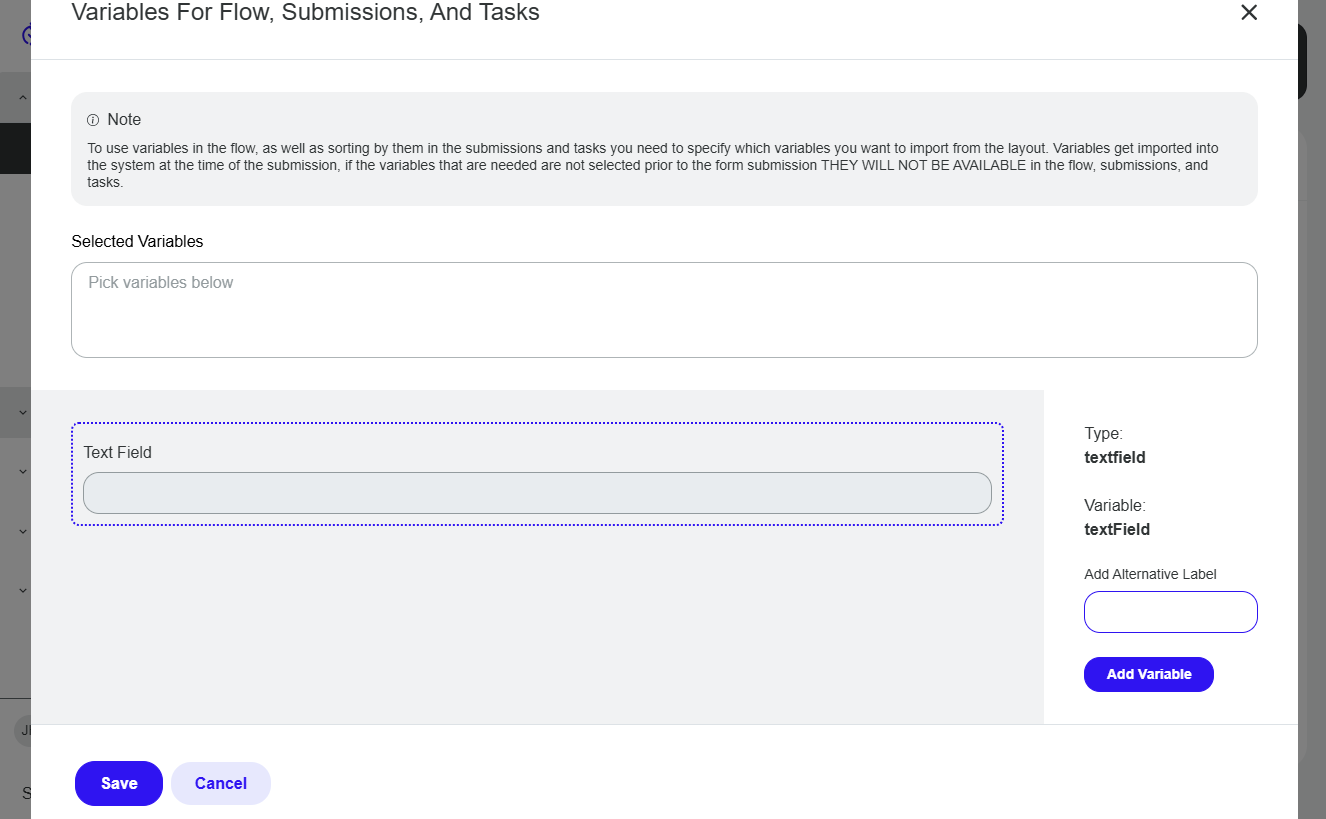 Variables For Flow, Submissions, And Tasks
Note
To use variables in the flow, as well as sorting by them in the submissions and tasks you need to specify which variables you want to import from the layout. Variables get imported into
the system at the time of the submission, if the variables that are needed are not selected prior to the form submission THEY WILL NOT BE AVAILABLE in the flow, submissions, and
tasks.
Selected Variables
Pick variables below
Text Field
Type:
textfield
Variable:
textField
Add Alternative Label
Add Variable
Save
Cancel